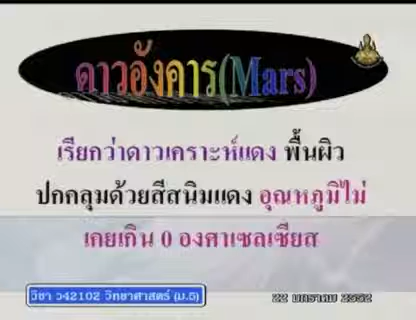 ดาวอังคาร(Mars)
เรียกว่าดาวเคราะห์แดง พื้นผิว
ปกคลุมด้วยสีสนิมแดง อุณหภูมิไม่
เคยเกิน 0 องศาเซลเซียส
วิชา ว42102 วิทยาศาสตร์ (ม.5)
22 มกราคม 2552